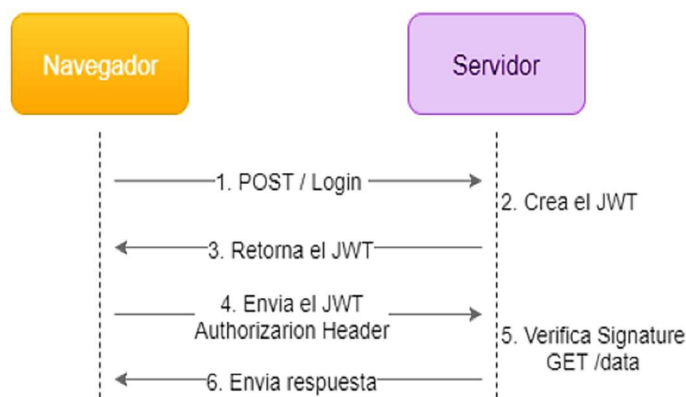 Navegador
Servidor
1. POST / Login
2. Crea el JWT
3. Retorna el JWT
4. Envia el JWT
Authorizarion Header
5. Verifica Signature
GET /data
6. Envia respuesta